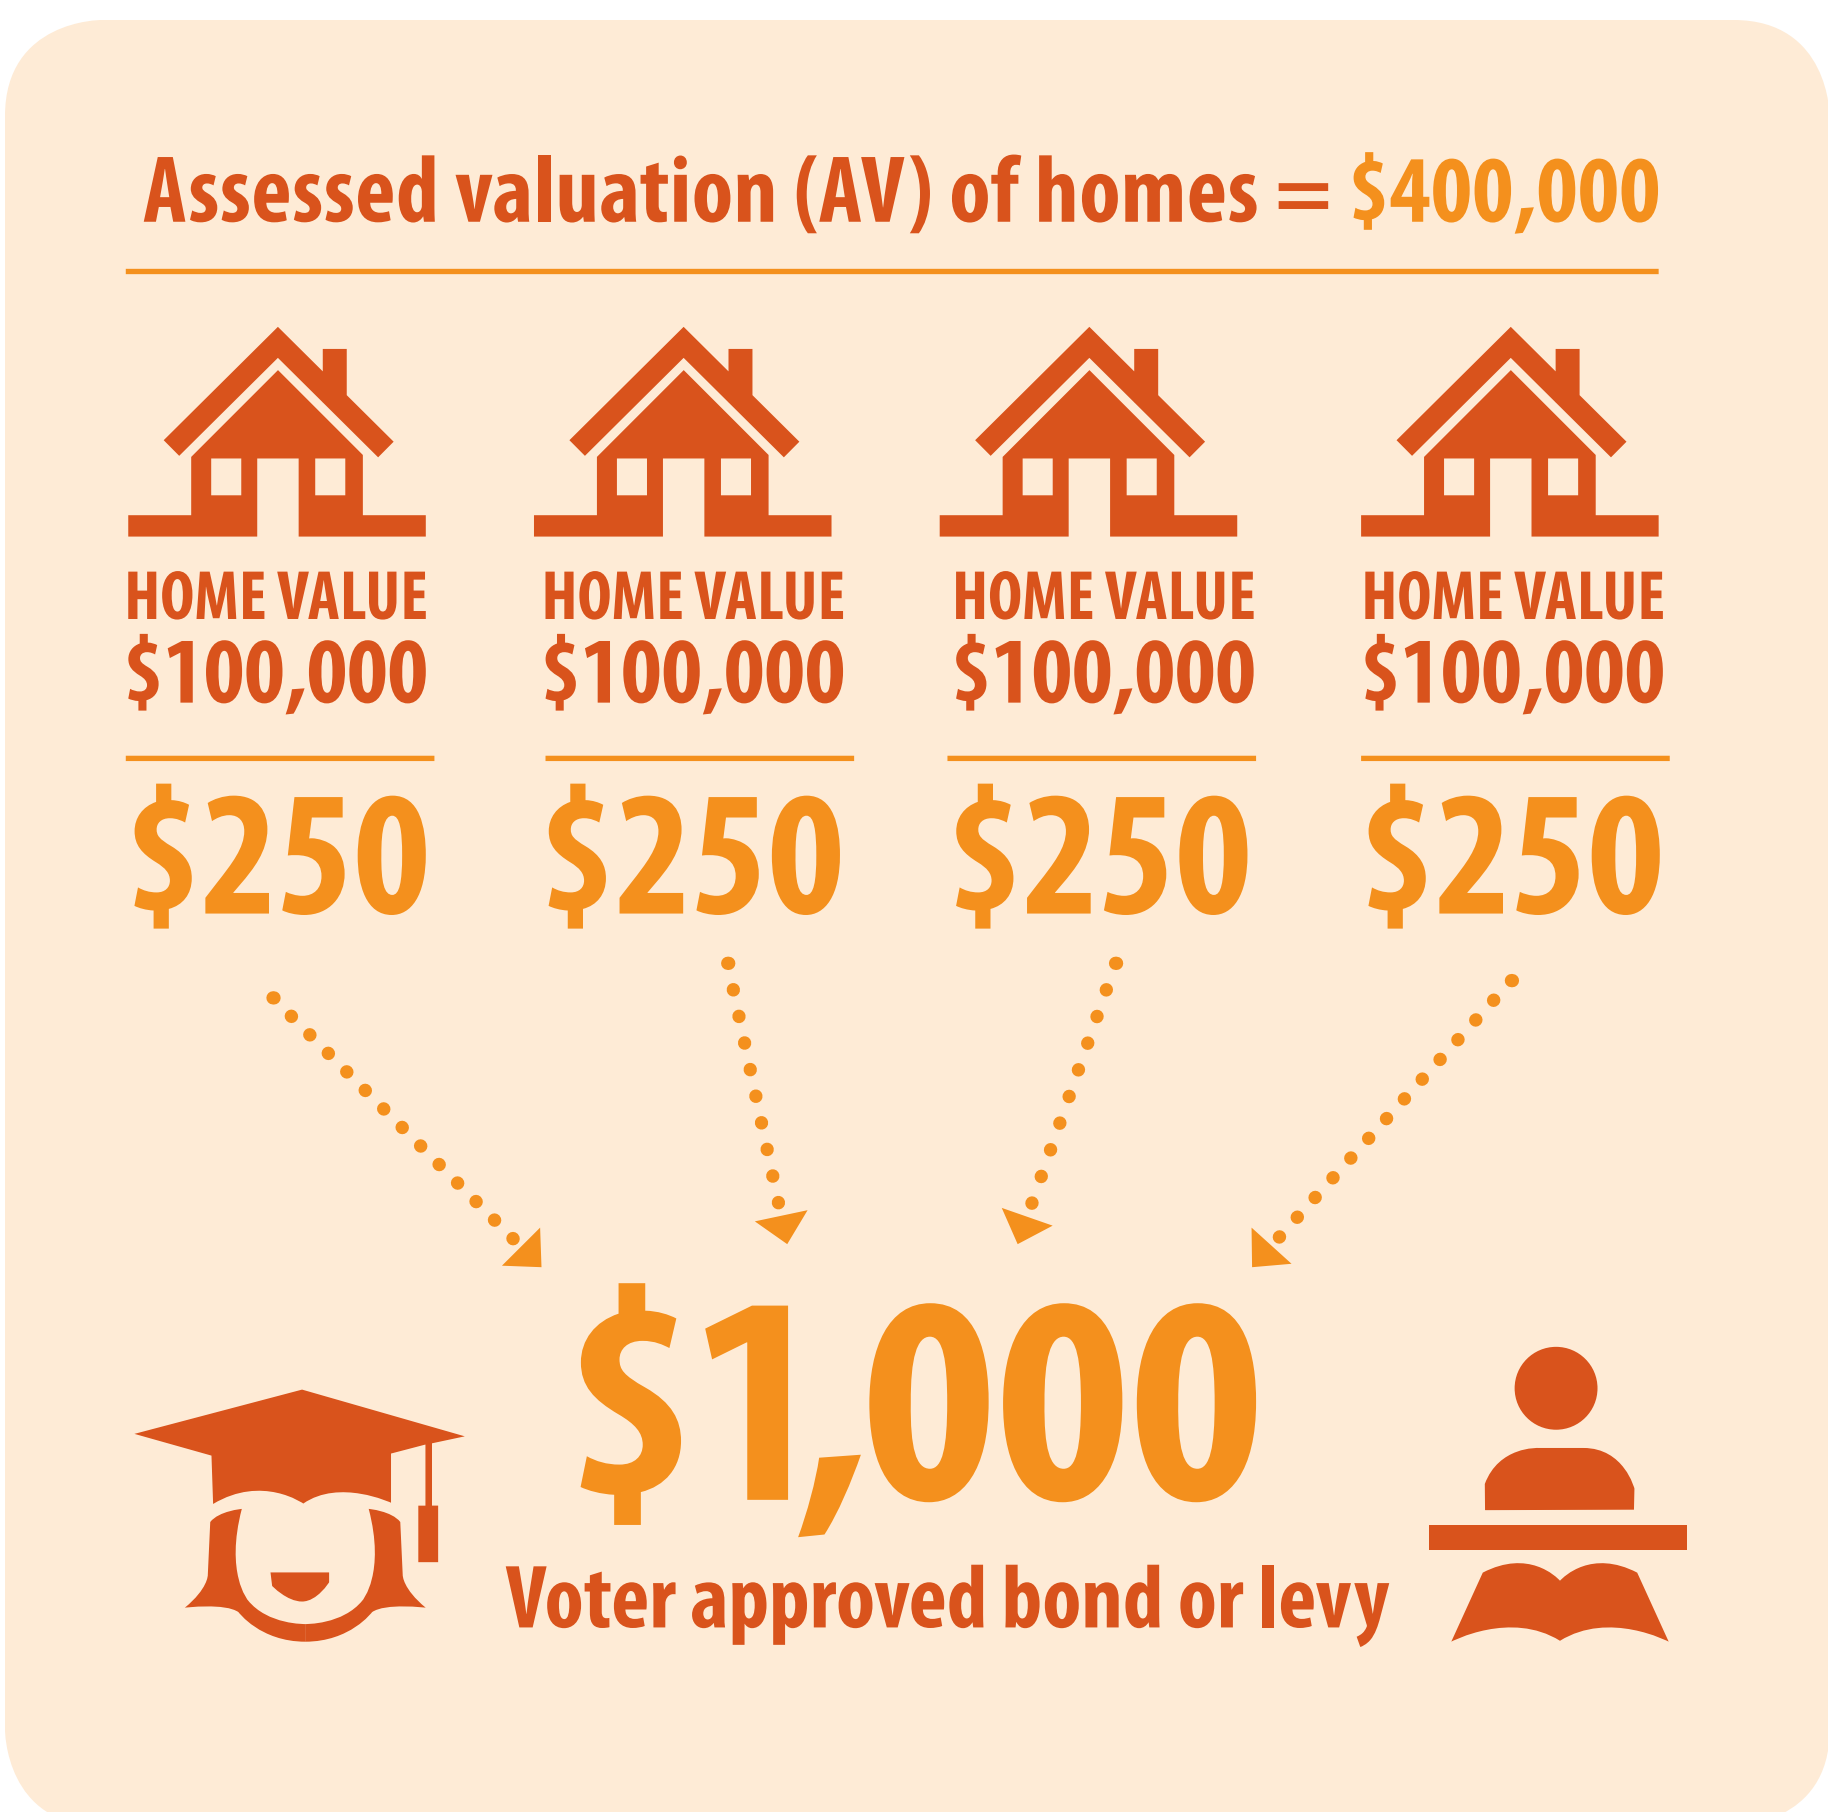 Assessed valuation (AV) of homes = $400,000
HOME VALUE
$100,000
$250
HOME VALUE
$100,000
$250
HOME VALUE
$100,000
$250
HOME VALUE
$100,000
$250
$1,000
Voter approved bond or levy